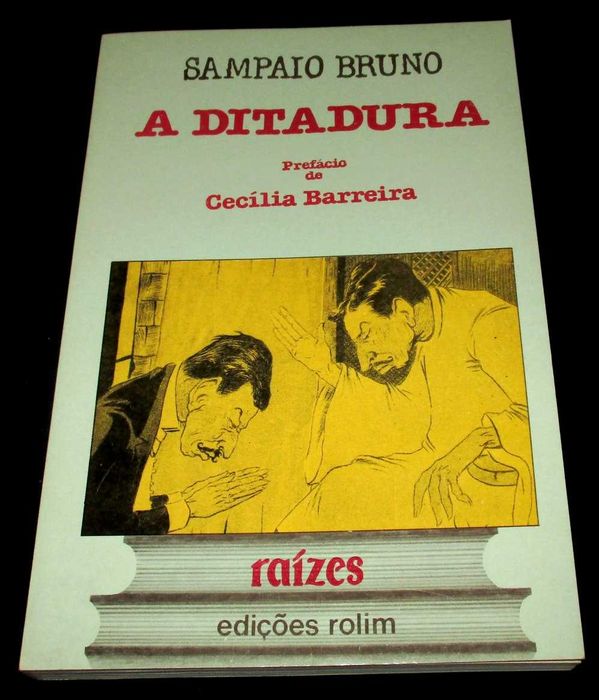 SAMPAIO BRUNO
A DITADURA
Prefácio
de
Cecília Barreira
raízes
edições rolim